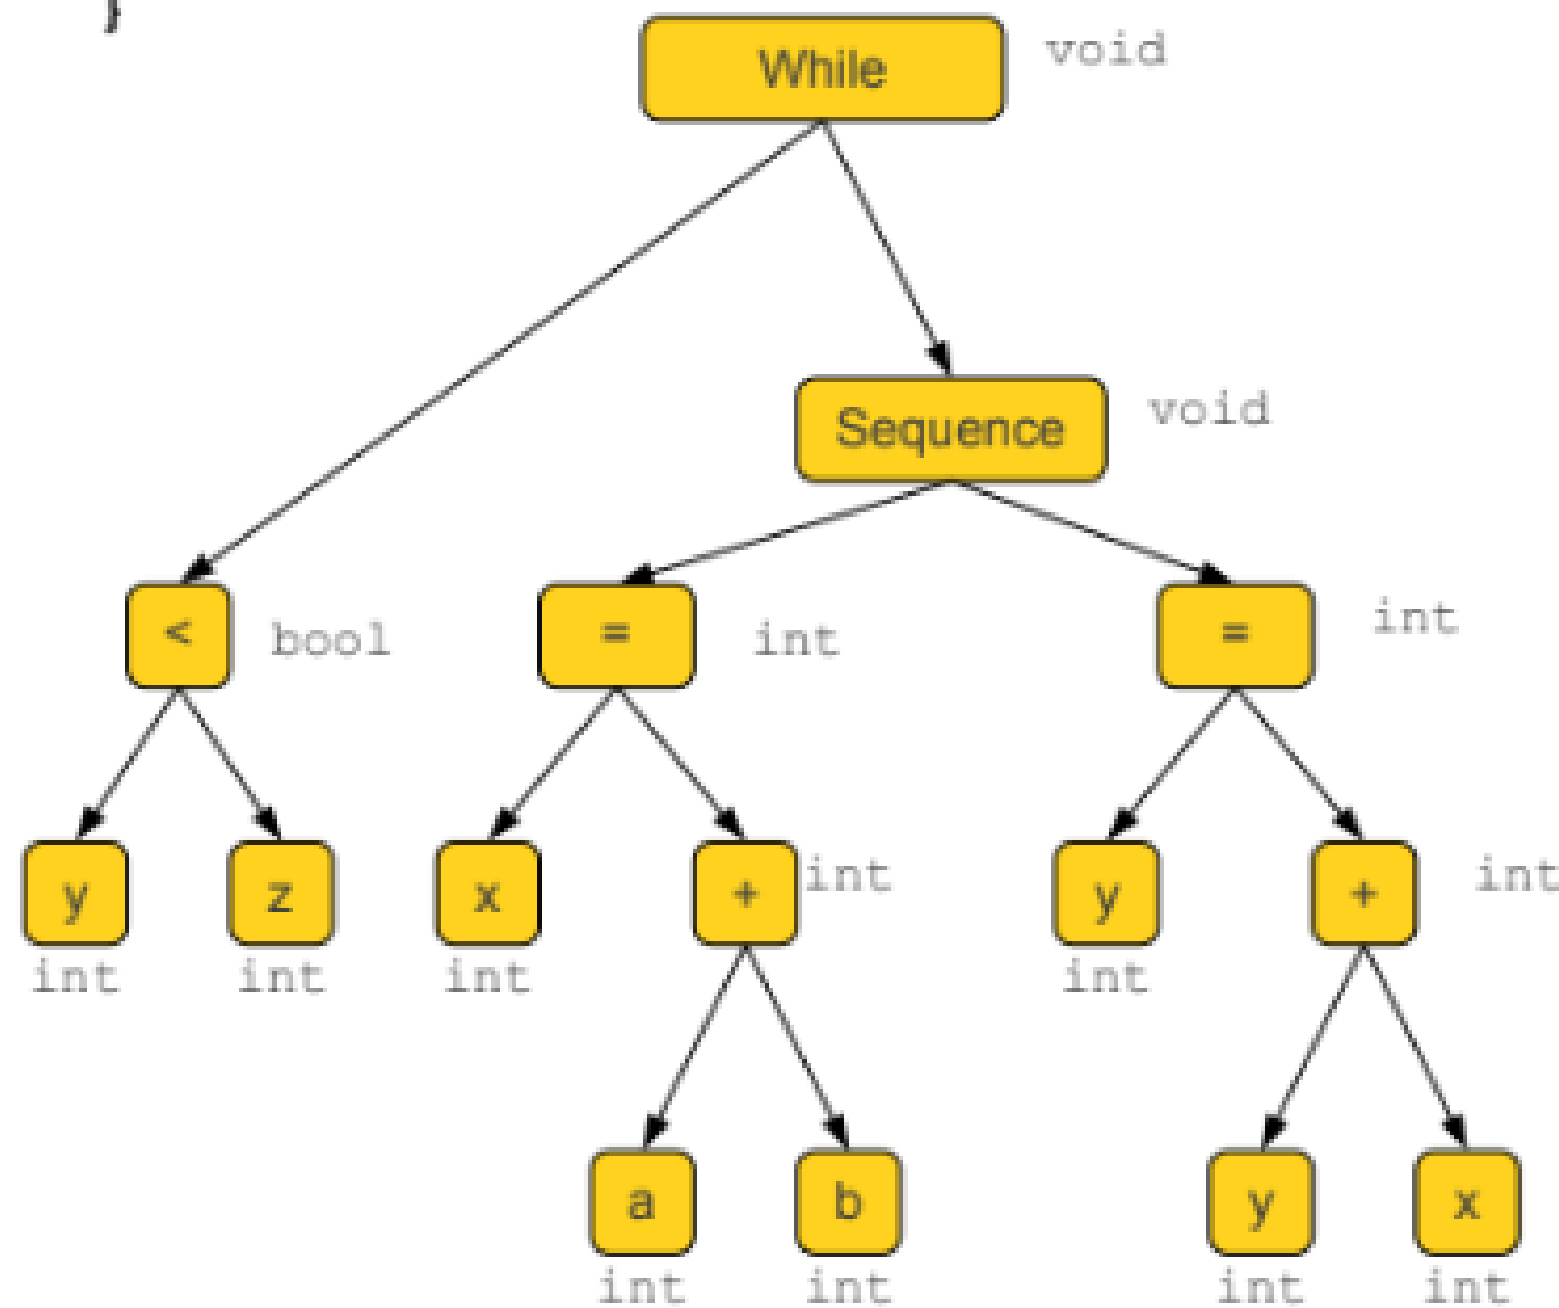 }
While void
Sequence void
< bool = int = int
y z x + int y + int
int int int int
a b y x
int int int int